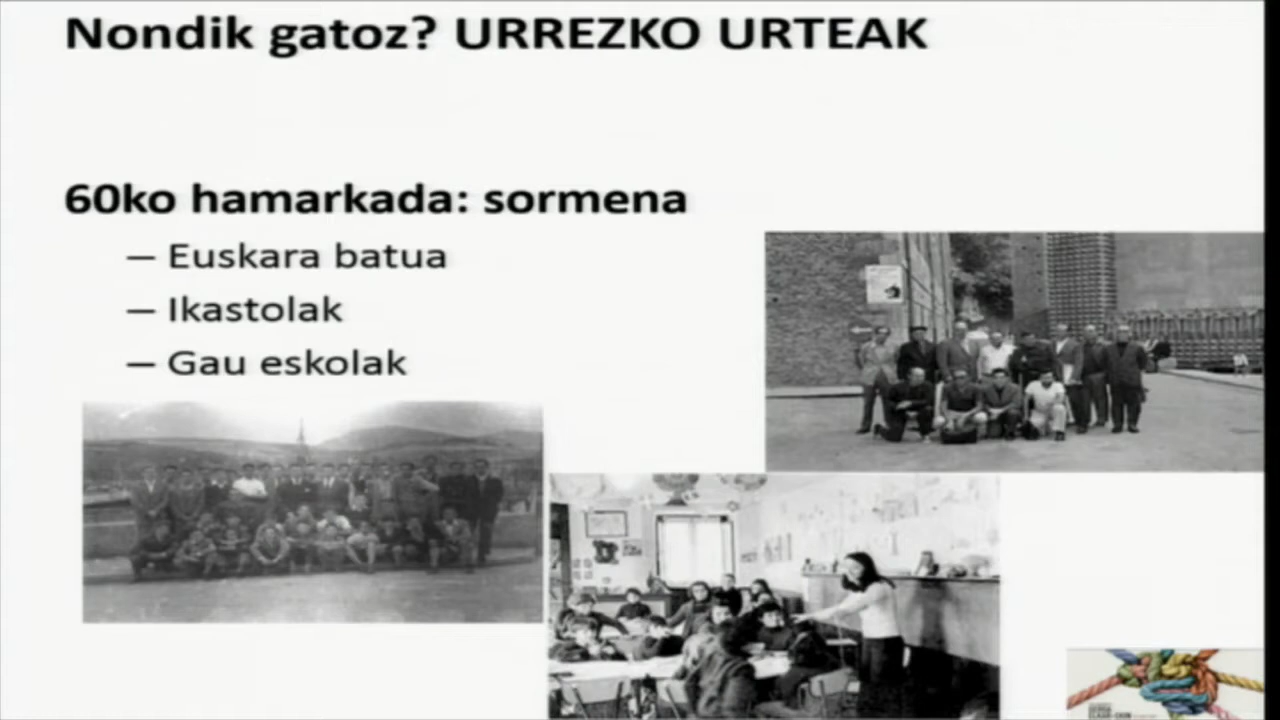 Nondik gatoz? URREZKO URTEAK
60ko hamarkada: sormena
– Euskara batua
– Ikastolak
– Gau eskolak